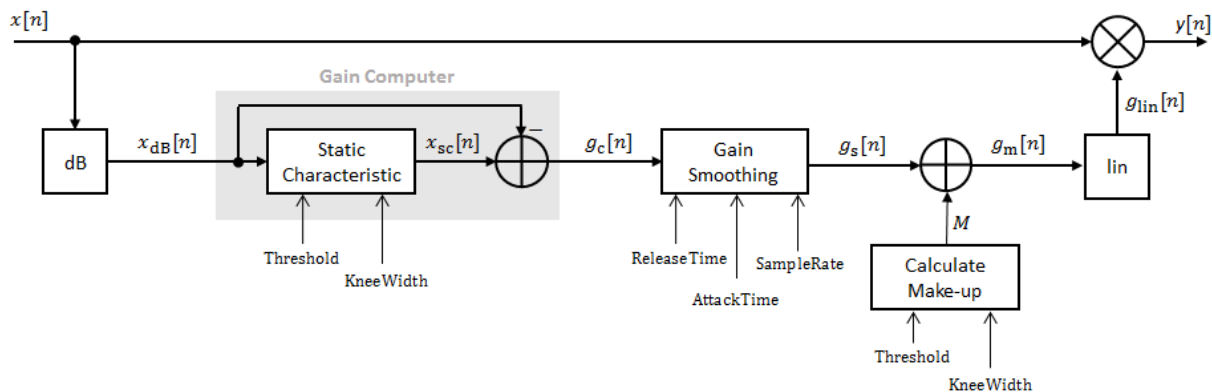 x[n]
y[n]
Gain Computer
g_lin[n]
x_dB[n]
x_sc[n]
−
g_c[n]
g_s[n]
g_m[n]
dB
Static
Characteristic
Gain
Smoothing
lin
M
Threshold
KneeWidth
ReleaseTime
SampleRate
AttackTime
Calculate
Make-up
Threshold
KneeWidth